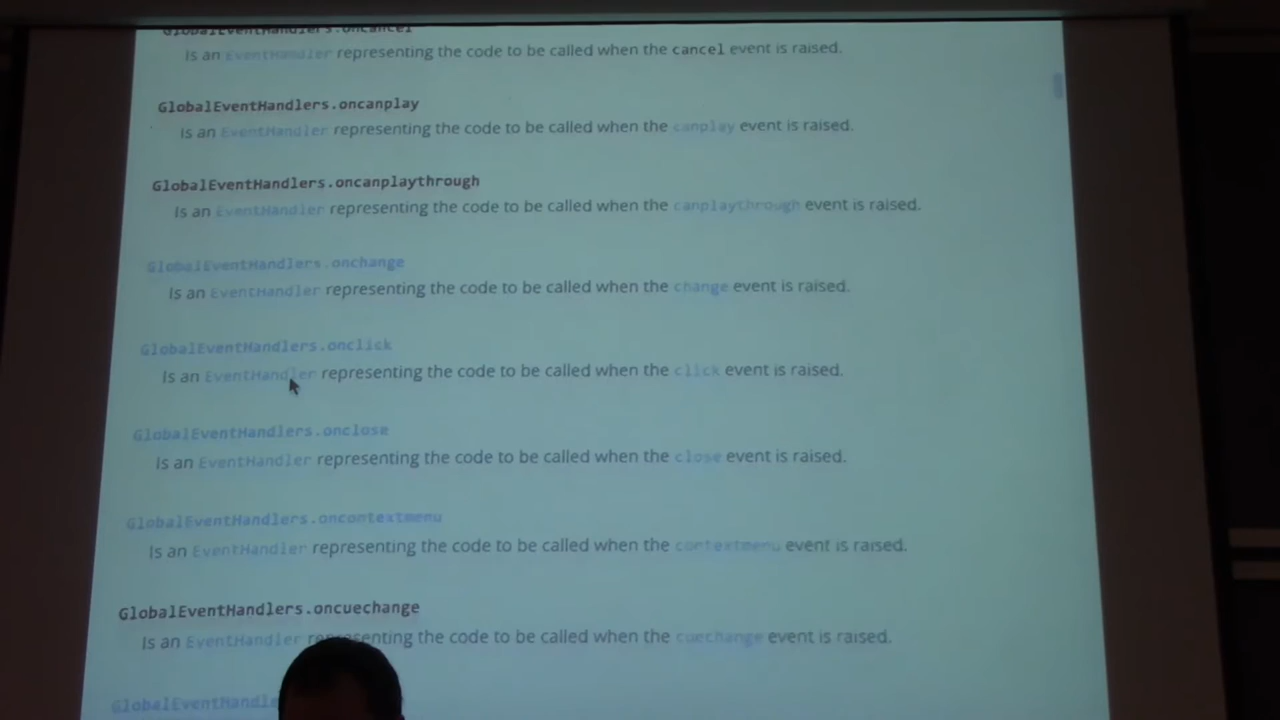 GlobalEventHandlers.oncancel
Is an EventHandler representing the code to be called when the cancel event is raised.
GlobalEventHandlers.oncanplay
Is an EventHandler representing the code to be called when the canplay event is raised.
GlobalEventHandlers.oncanplaythrough
Is an EventHandler representing the code to be called when the canplaythrough event is raised.
GlobalEventHandlers.onchange
Is an EventHandler representing the code to be called when the change event is raised.
GlobalEventHandlers.onclick
Is an EventHandler representing the code to be called when the click event is raised.
GlobalEventHandlers.onclose
Is an EventHandler representing the code to be called when the close event is raised.
GlobalEventHandlers.oncontextmenu
Is an EventHandler representing the code to be called when the contextmenu event is raised.
GlobalEventHandlers.oncuechange
Is an EventHandler representing the code to be called when the cuechange event is raised.